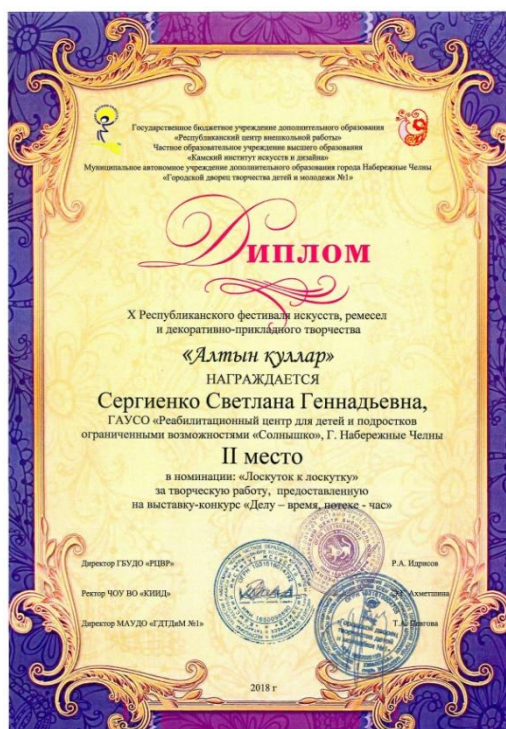 Государственное бюджетное учреждение дополнительного образования
«Республиканский центр внешкольной работы»
Частное образовательное учреждение высшего образования
«Камский институт искусств и дизайна»
Муниципальное автономное учреждение дополнительного образования города Набережные Челны
«Городской дворец творчества детей и молодежи №1»
Диплом
X Республиканского фестиваля искусств, ремесел
и декоративно-прикладного творчества
«Алтын куллар»
НАГРАЖДАЕТСЯ
Сергиенко Светлана Геннадьевна,
ГАУСО «Реабилитационный центр для детей и подростков
ограниченными возможностями «Солнышко», Г. Набережные Челны
II место
в номинации: «Лоскуток к лоскутку»
за творческую работу, предоставленную
на выставку-конкурс «Делу – время, потехе - час»
Директор ГБУДО «РЦВР»
Р.А. Идрисов
Ректор ЧОУ ВО «КИИД»
Ахметшина
Директор МАУДО «ГДТДиМ №1»
Т.А.
2018 г